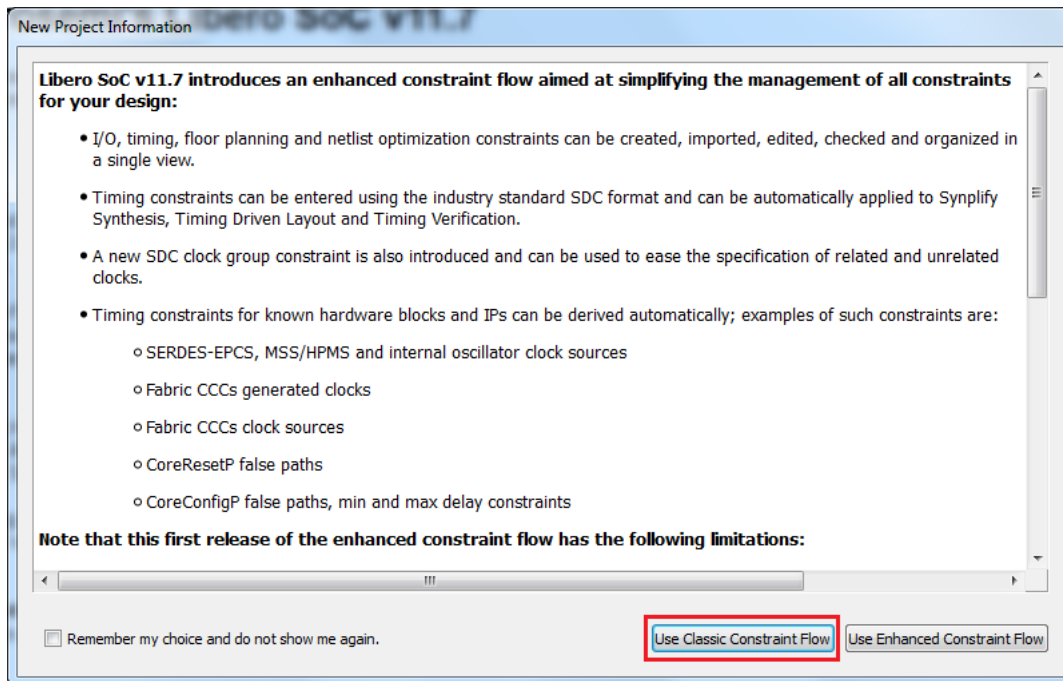 Libero SoC v11.7
New Project Information
Libero SoC v11.7 introduces an enhanced constraint flow aimed at simplifying the management of all constraints
for your design:
• I/O, timing, floor planning and netlist optimization constraints can be created, imported, edited, checked and organized in
a single view.
• Timing constraints can be entered using the industry standard SDC format and can be automatically applied to Synplify
Synthesis, Timing Driven Layout and Timing Verification.
• A new SDC clock group constraint is also introduced and can be used to ease the specification of related and unrelated
clocks.
• Timing constraints for known hardware blocks and IPs can be derived automatically; examples of such constraints are:
o SERDES-EPCS, MSS/HPMS and internal oscillator clock sources
o Fabric CCCs generated clocks
o Fabric CCCs clock sources
o CoreResetP false paths
o CoreConfigP false paths, min and max delay constraints
Note that this first release of the enhanced constraint flow has the following limitations:
Remember my choice and do not show me again.
Use Classic Constraint Flow
Use Enhanced Constraint Flow